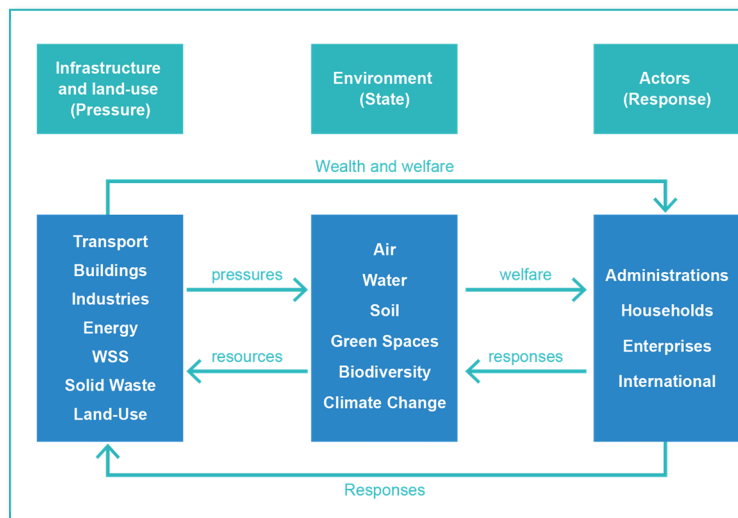 Infrastructure
and land-use
(Pressure)
Environment
(State)
Actors
(Response)
Wealth and welfare
Transport
Buildings
Industries
Energy
WSS
Solid Waste
Land-Use
pressures
resources
Air
Water
Soil
Green Spaces
Biodiversity
Climate Change
welfare
responses
Administrations
Households
Enterprises
International
Responses